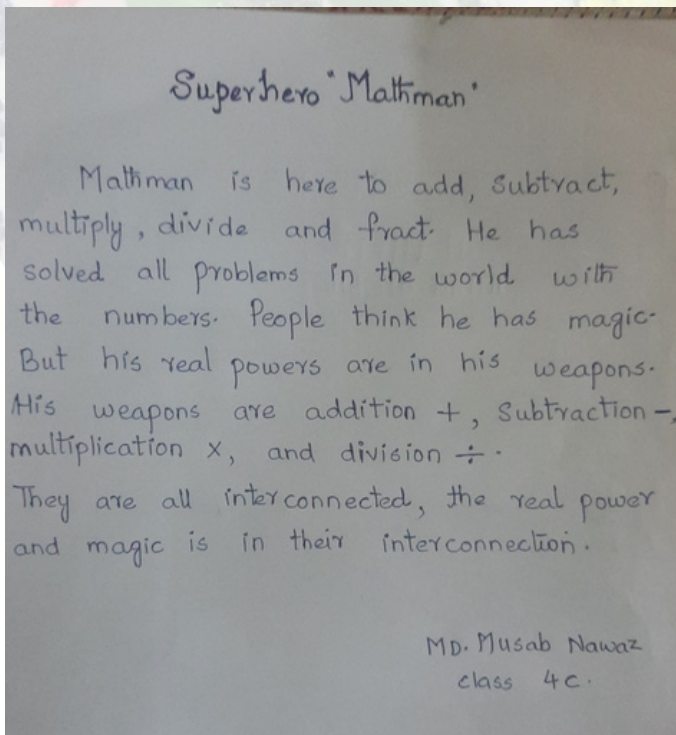 Superhero "Mathman"
Mathman is here to add, subtract,
multiply, divide and fract. He has
solved all problems in the world with
the numbers. People think he has magic.
But his real powers are in his weapons.
His weapons are addition +, Subtraction -,
multiplication ×, and division ÷.
They are all interconnected, the real power
and magic is in their interconnection.
MD. Musab Nawaz
class 4C.